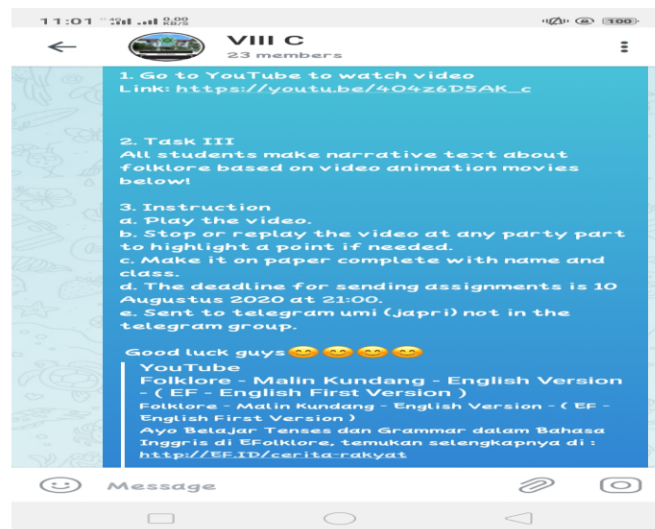 11:01
VIII C
23 members
1. Go to YouTube to watch video
Link: https://youtu.be/4O4z6D5AK_c
2. Task III
All students make narrative text about
folklore based on video animation movies
below!
3. Instruction
a. Play the video.
b. Stop or replay the video at any party part
to highlight a point if needed.
c. Make it on paper complete with name and
class.
d. The deadline for sending assignments is 10
Augustus 2020 at 21:00.
e. Sent to telegram umi (japri) not in the
telegram group.
Good luck guys
YouTube
Folklore - Malin Kundang - English Version
- ( EF - English First Version )
Folklore - Malin Kundang - English Version - ( EF -
English First Version )
Ayo Belajar Tenses dan Grammar dalam Bahasa
Inggris di EFolklore, temukan selengkapnya di :
http://EF.ID/cerita-rakyat
Message